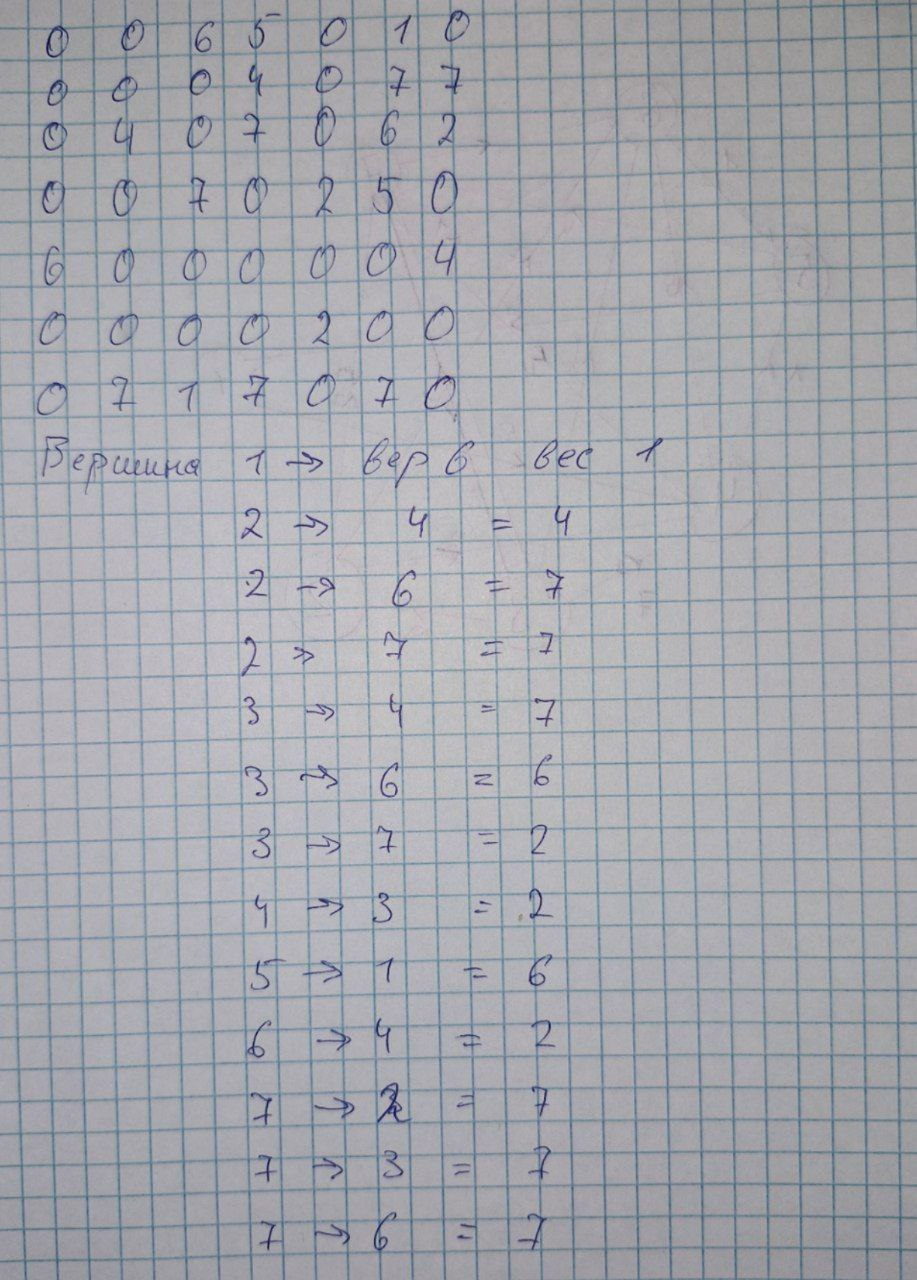 0 0 6 5 0 1 0
0 0 0 4 0 7 7
0 4 0 7 0 6 2
0 0 7 0 2 5 0
6 0 0 0 0 0 4
0 0 0 0 2 0 0
0 7 1 7 0 7 0
Вершина 1 → вер 6 вес 1
2 → 4 = 4
2 → 6 = 7
2 → 7 = 7
3 → 4 = 7
3 → 6 = 6
3 → 7 = 2
4 → 3 = 2
5 → 1 = 6
6 → 4 = 2
7 → 2 = 7
7 → 3 = 7
7 → 6 = 7